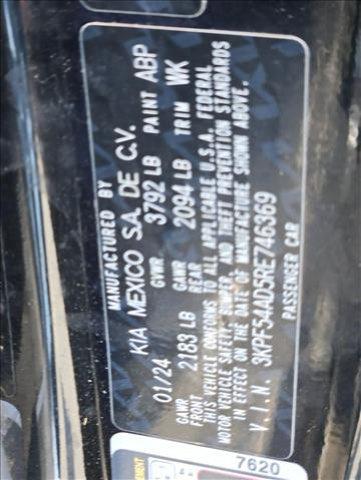 MANUFACTURED BY
KIA MEXICO S.A. DE C.V.
01/24 GVWR 3792 LB PAINT ABP
GAWR FRONT 2183 LB GAWR REAR 2094 LB TRIM WK
THIS VEHICLE CONFORMS TO ALL APPLICABLE U.S.A. FEDERAL
MOTOR VEHICLE SAFETY, BUMPER AND THEFT PREVENTION STANDARDS
IN EFFECT ON THE DATE OF MANUFACTURE SHOWN ABOVE.
V.I.N. 3KPF54AD5RE746369
PASSENGER CAR
7620